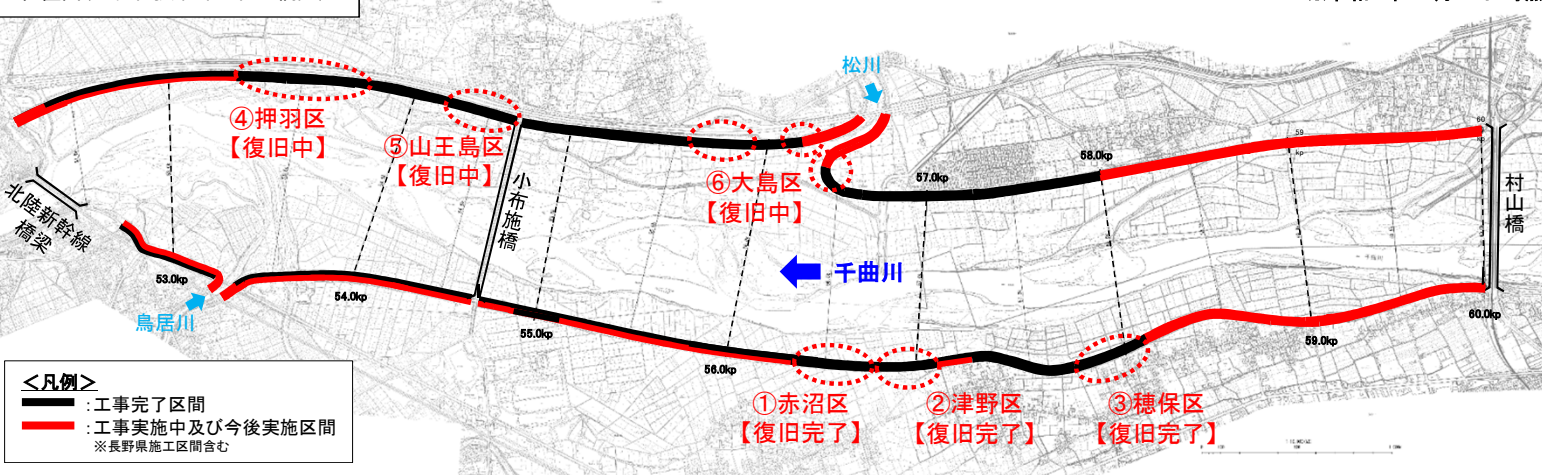 松川
④押羽区
【復旧中】
⑤山王島区
【復旧中】
小布施橋
⑥大島区
【復旧中】
57.0kp
58.0kp
59
kp
60
kp
村山橋
北陸新幹線
橋梁
53.0kp
鳥居川
54.0kp
55.0kp
56.0kp
千曲川
59.0kp
60.0kp
①赤沼区
【復旧完了】
②津野区
【復旧完了】
③穂保区
【復旧完了】
<凡例>
:工事完了区間
:工事実施中及び今後実施区間
※長野県施工区間含む